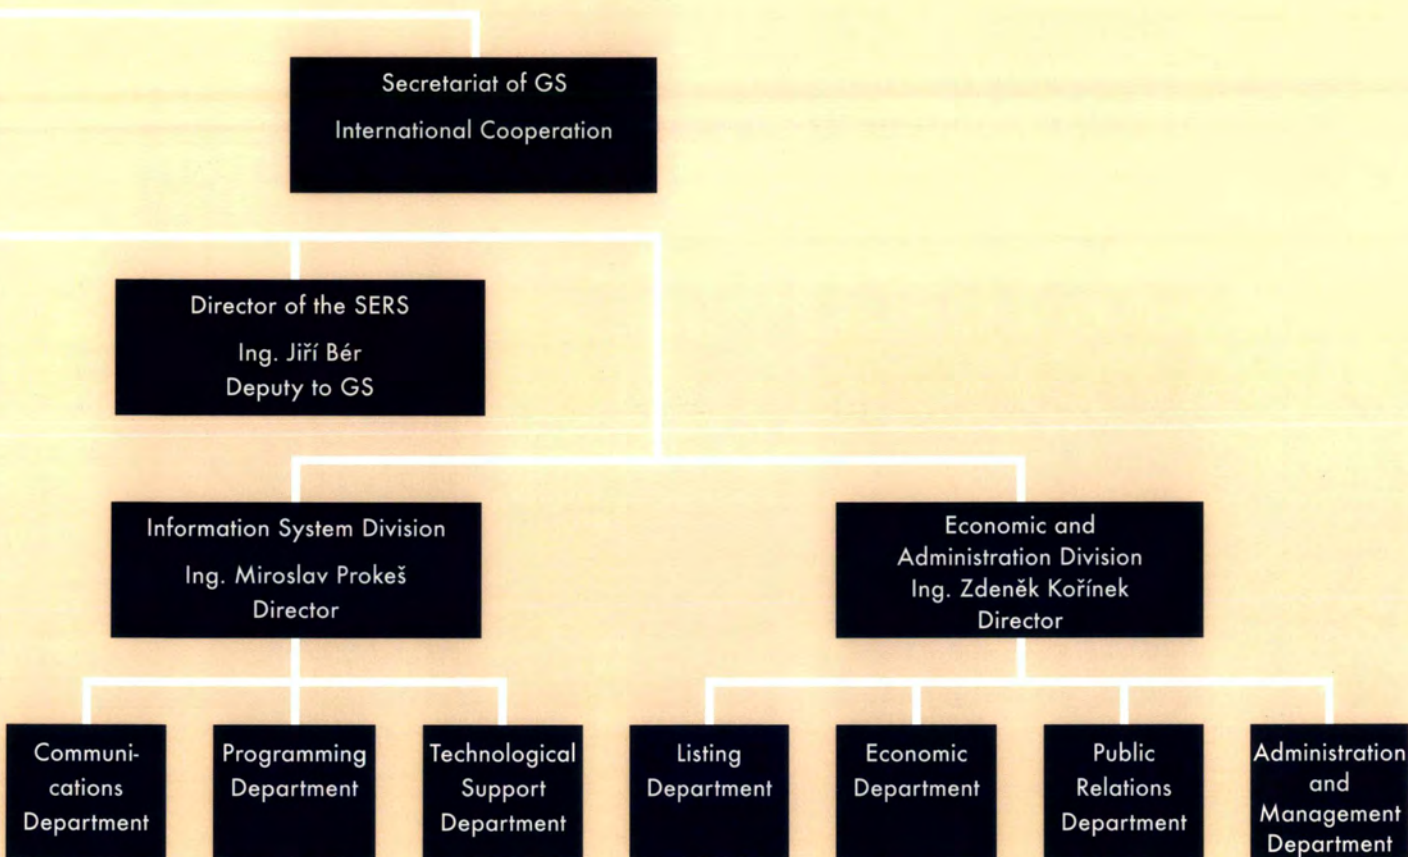 Secretariat of GS
International Cooperation
Director of the SERS
Ing. Jiří Bér
Deputy to GS
Information System Division
Ing. Miroslav Prokeš
Director
Economic and
Administration Division
Ing. Zdeněk Kořínek
Director
Communi-
cations
Department
Programming
Department
Technological
Support
Department
Listing
Department
Economic
Department
Public
Relations
Department
Administration
and
Management
Department